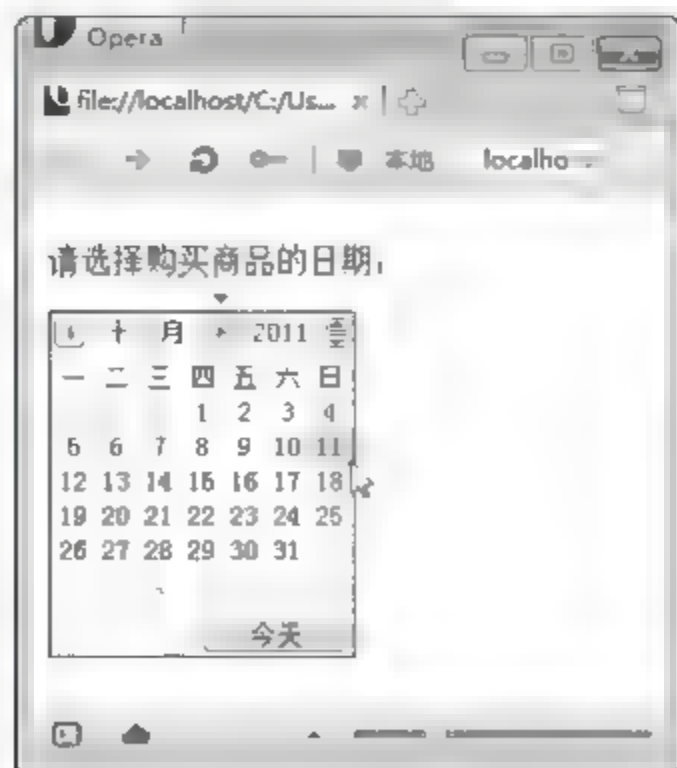 Opera
file://localhost/C:/Us...
本地 localho
请选择购买商品的日期:
十 月 2011
一 二 三 四 五 六 日
1 2 3 4
5 6 7 8 9 10 11
12 13 14 15 16 17 18
19 20 21 22 23 24 25
26 27 28 29 30 31
今天